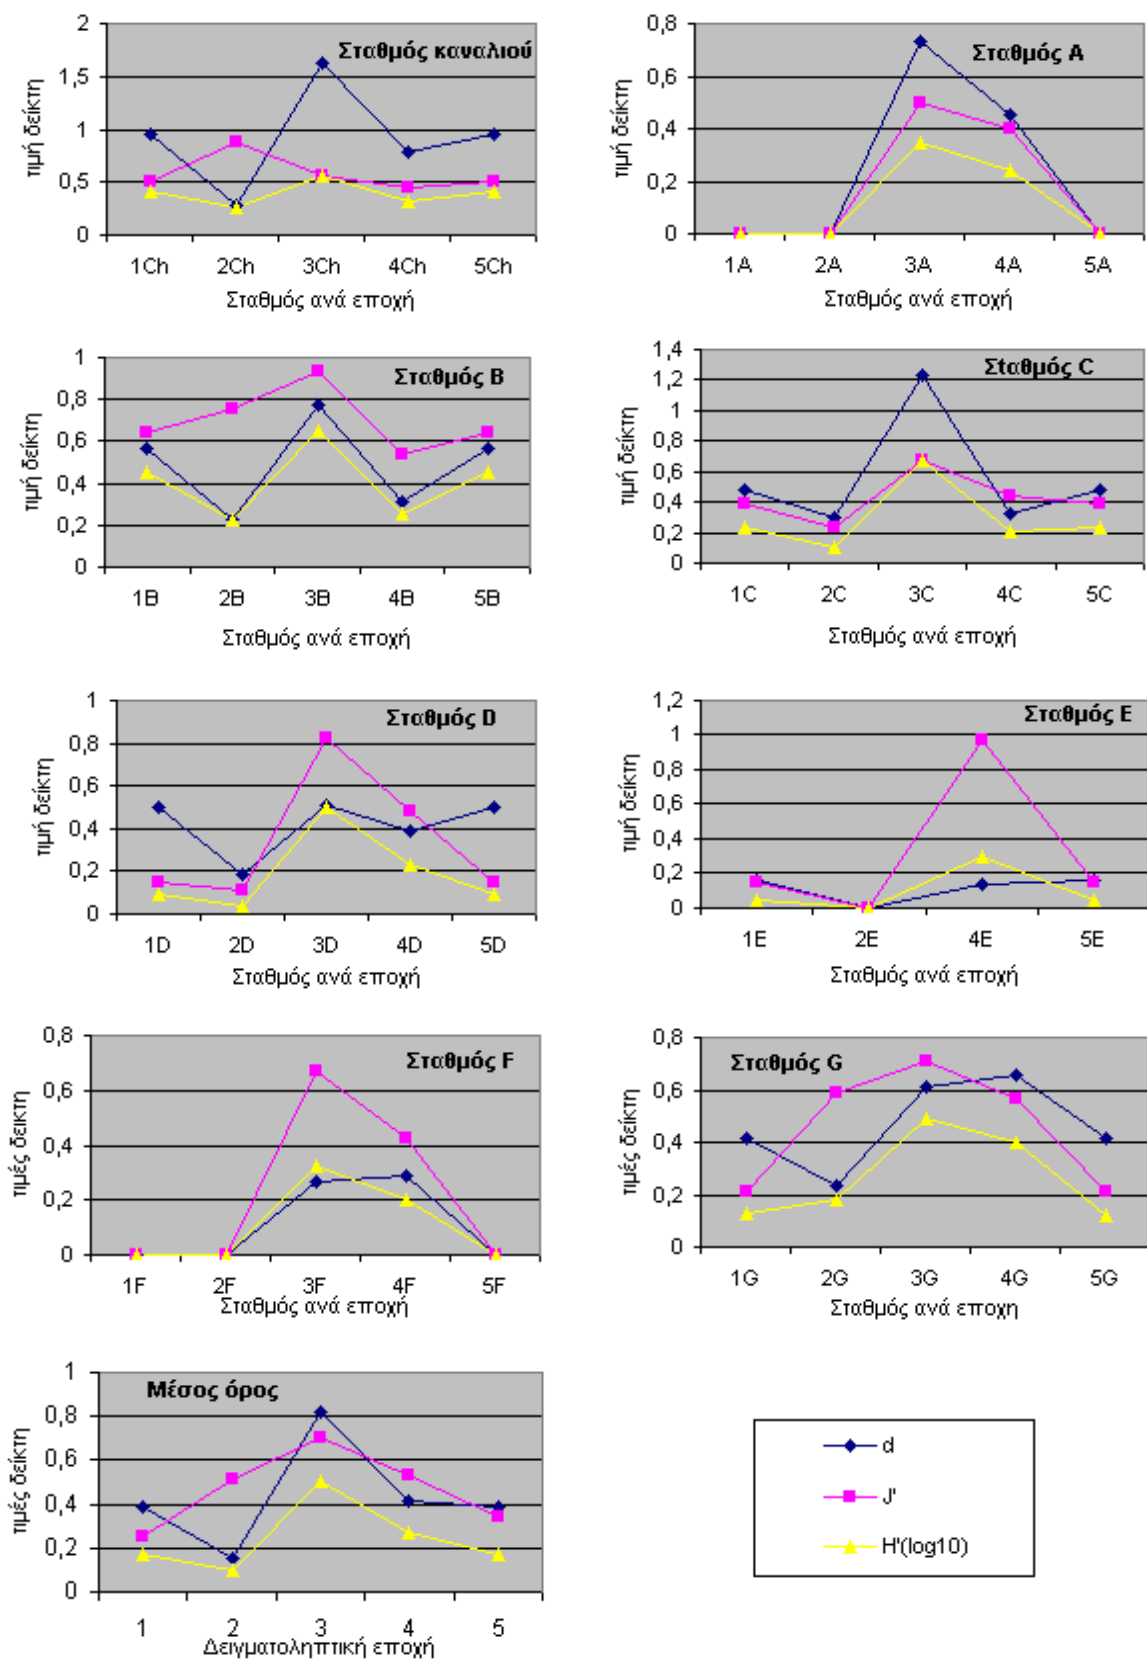 Σταθμός καναλιού
τιμή δείκτη
2
1,5
1
0,5
0
1Ch 2Ch 3Ch 4Ch 5Ch
Σταθμός ανά εποχή
Σταθμός A
τιμή δείκτη
0,8
0,6
0,4
0,2
0
1A 2A 3A 4A 5A
Σταθμός ανά εποχή
Σταθμός B
τιμή δείκτη
1
0,8
0,6
0,4
0,2
0
1B 2B 3B 4B 5B
Σταθμός ανά εποχή
Σtαθμός C
τιμή δείκτη
1,4
1,2
1
0,8
0,6
0,4
0,2
0
1C 2C 3C 4C 5C
Σταθμός ανά εποχή
Σταθμός D
τιμή δείκτη
1
0,8
0,6
0,4
0,2
0
1D 2D 3D 4D 5D
Σταθμός ανά εποχή
Σταθμός E
τιμή δείκτη
1,2
1
0,8
0,6
0,4
0,2
0
1E 2E 4E 5E
Σταθμός ανά εποχή
Σταθμός F
τιμές δεικτη
0,8
0,6
0,4
0,2
0
1F 2F 3F 4F 5F
Σταθμός ανά εποχή
Σταθμός G
τιμές δείκτη
0,8
0,6
0,4
0,2
0
1G 2G 3G 4G 5G
Σταθμός ανά εποχη
Μέσος όρος
τιμές δείκτη
1
0,8
0,6
0,4
0,2
0
1 2 3 4 5
Δειγματοληπτική εποχή
d
J'
H'(log10)